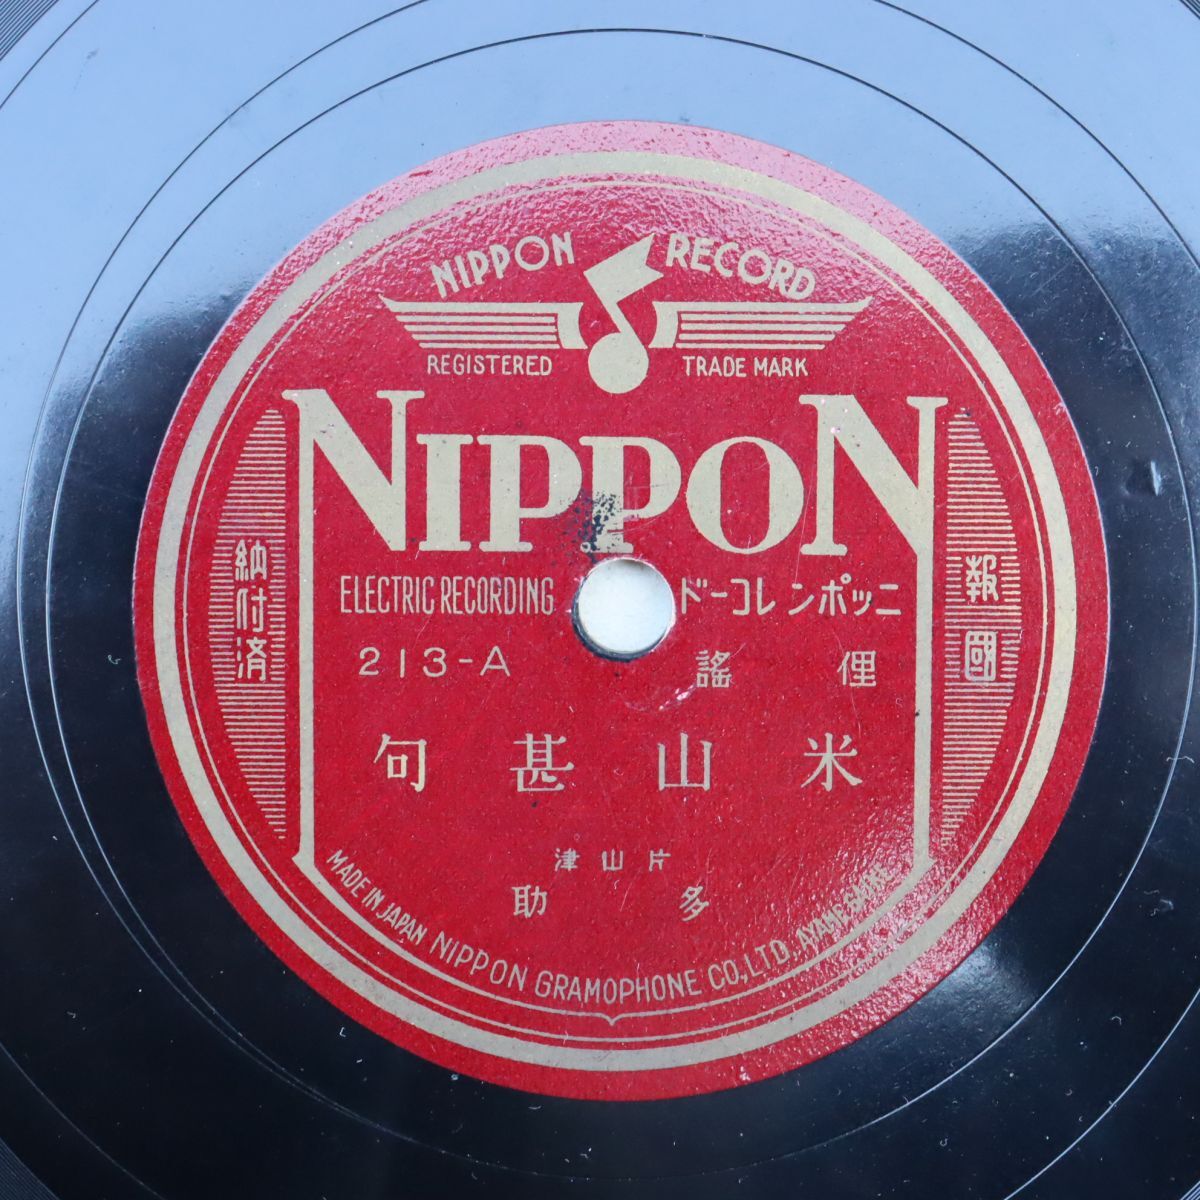 NIPPON RECORD
REGISTERED TRADE MARK
NIPPON
ELECTRIC RECORDING
ニッポンレコード
報國
納付済
213-A
俚謠
米山甚句
片山津
多助
MADE IN JAPAN NIPPON GRAMOPHONE CO., LTD.